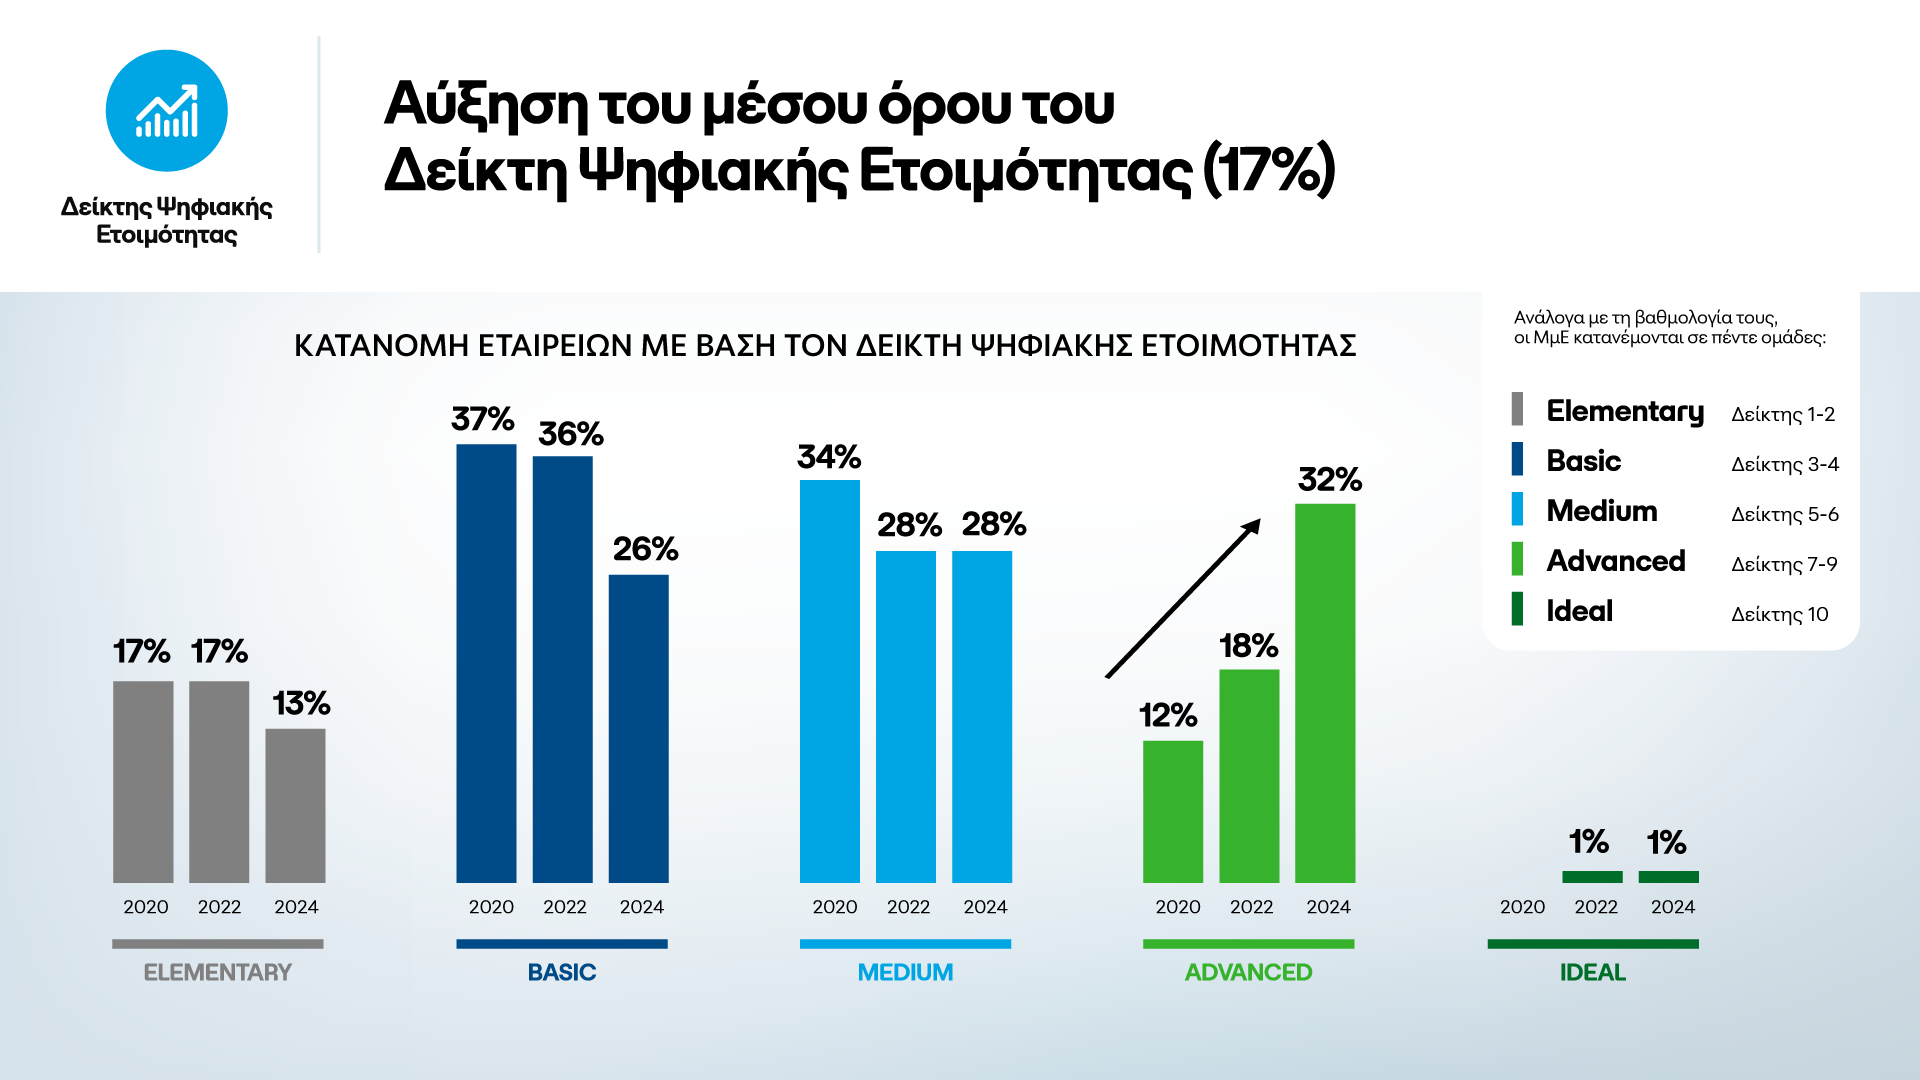 Δείκτης Ψηφιακής
Ετοιμότητας
Αύξηση του μέσου όρου του
Δείκτη Ψηφιακής Ετοιμότητας (17%)
ΚΑΤΑΝΟΜΗ ΕΤΑΙΡΕΙΩΝ ΜΕ ΒΑΣΗ ΤΟΝ ΔΕΙΚΤΗ ΨΗΦΙΑΚΗΣ ΕΤΟΙΜΟΤΗΤΑΣ
Ανάλογα με τη βαθμολογία τους,
οι ΜμΕ κατανέμονται σε πέντε ομάδες:
Elementary Δείκτης 1-2
Basic Δείκτης 3-4
Medium Δείκτης 5-6
Advanced Δείκτης 7-9
Ideal Δείκτης 10
17% 17% 13%
2020 2022 2024
ELEMENTARY
37% 36% 26%
2020 2022 2024
BASIC
34% 28% 28%
2020 2022 2024
MEDIUM
12% 18% 32%
2020 2022 2024
ADVANCED
1% 1%
2020 2022 2024
IDEAL